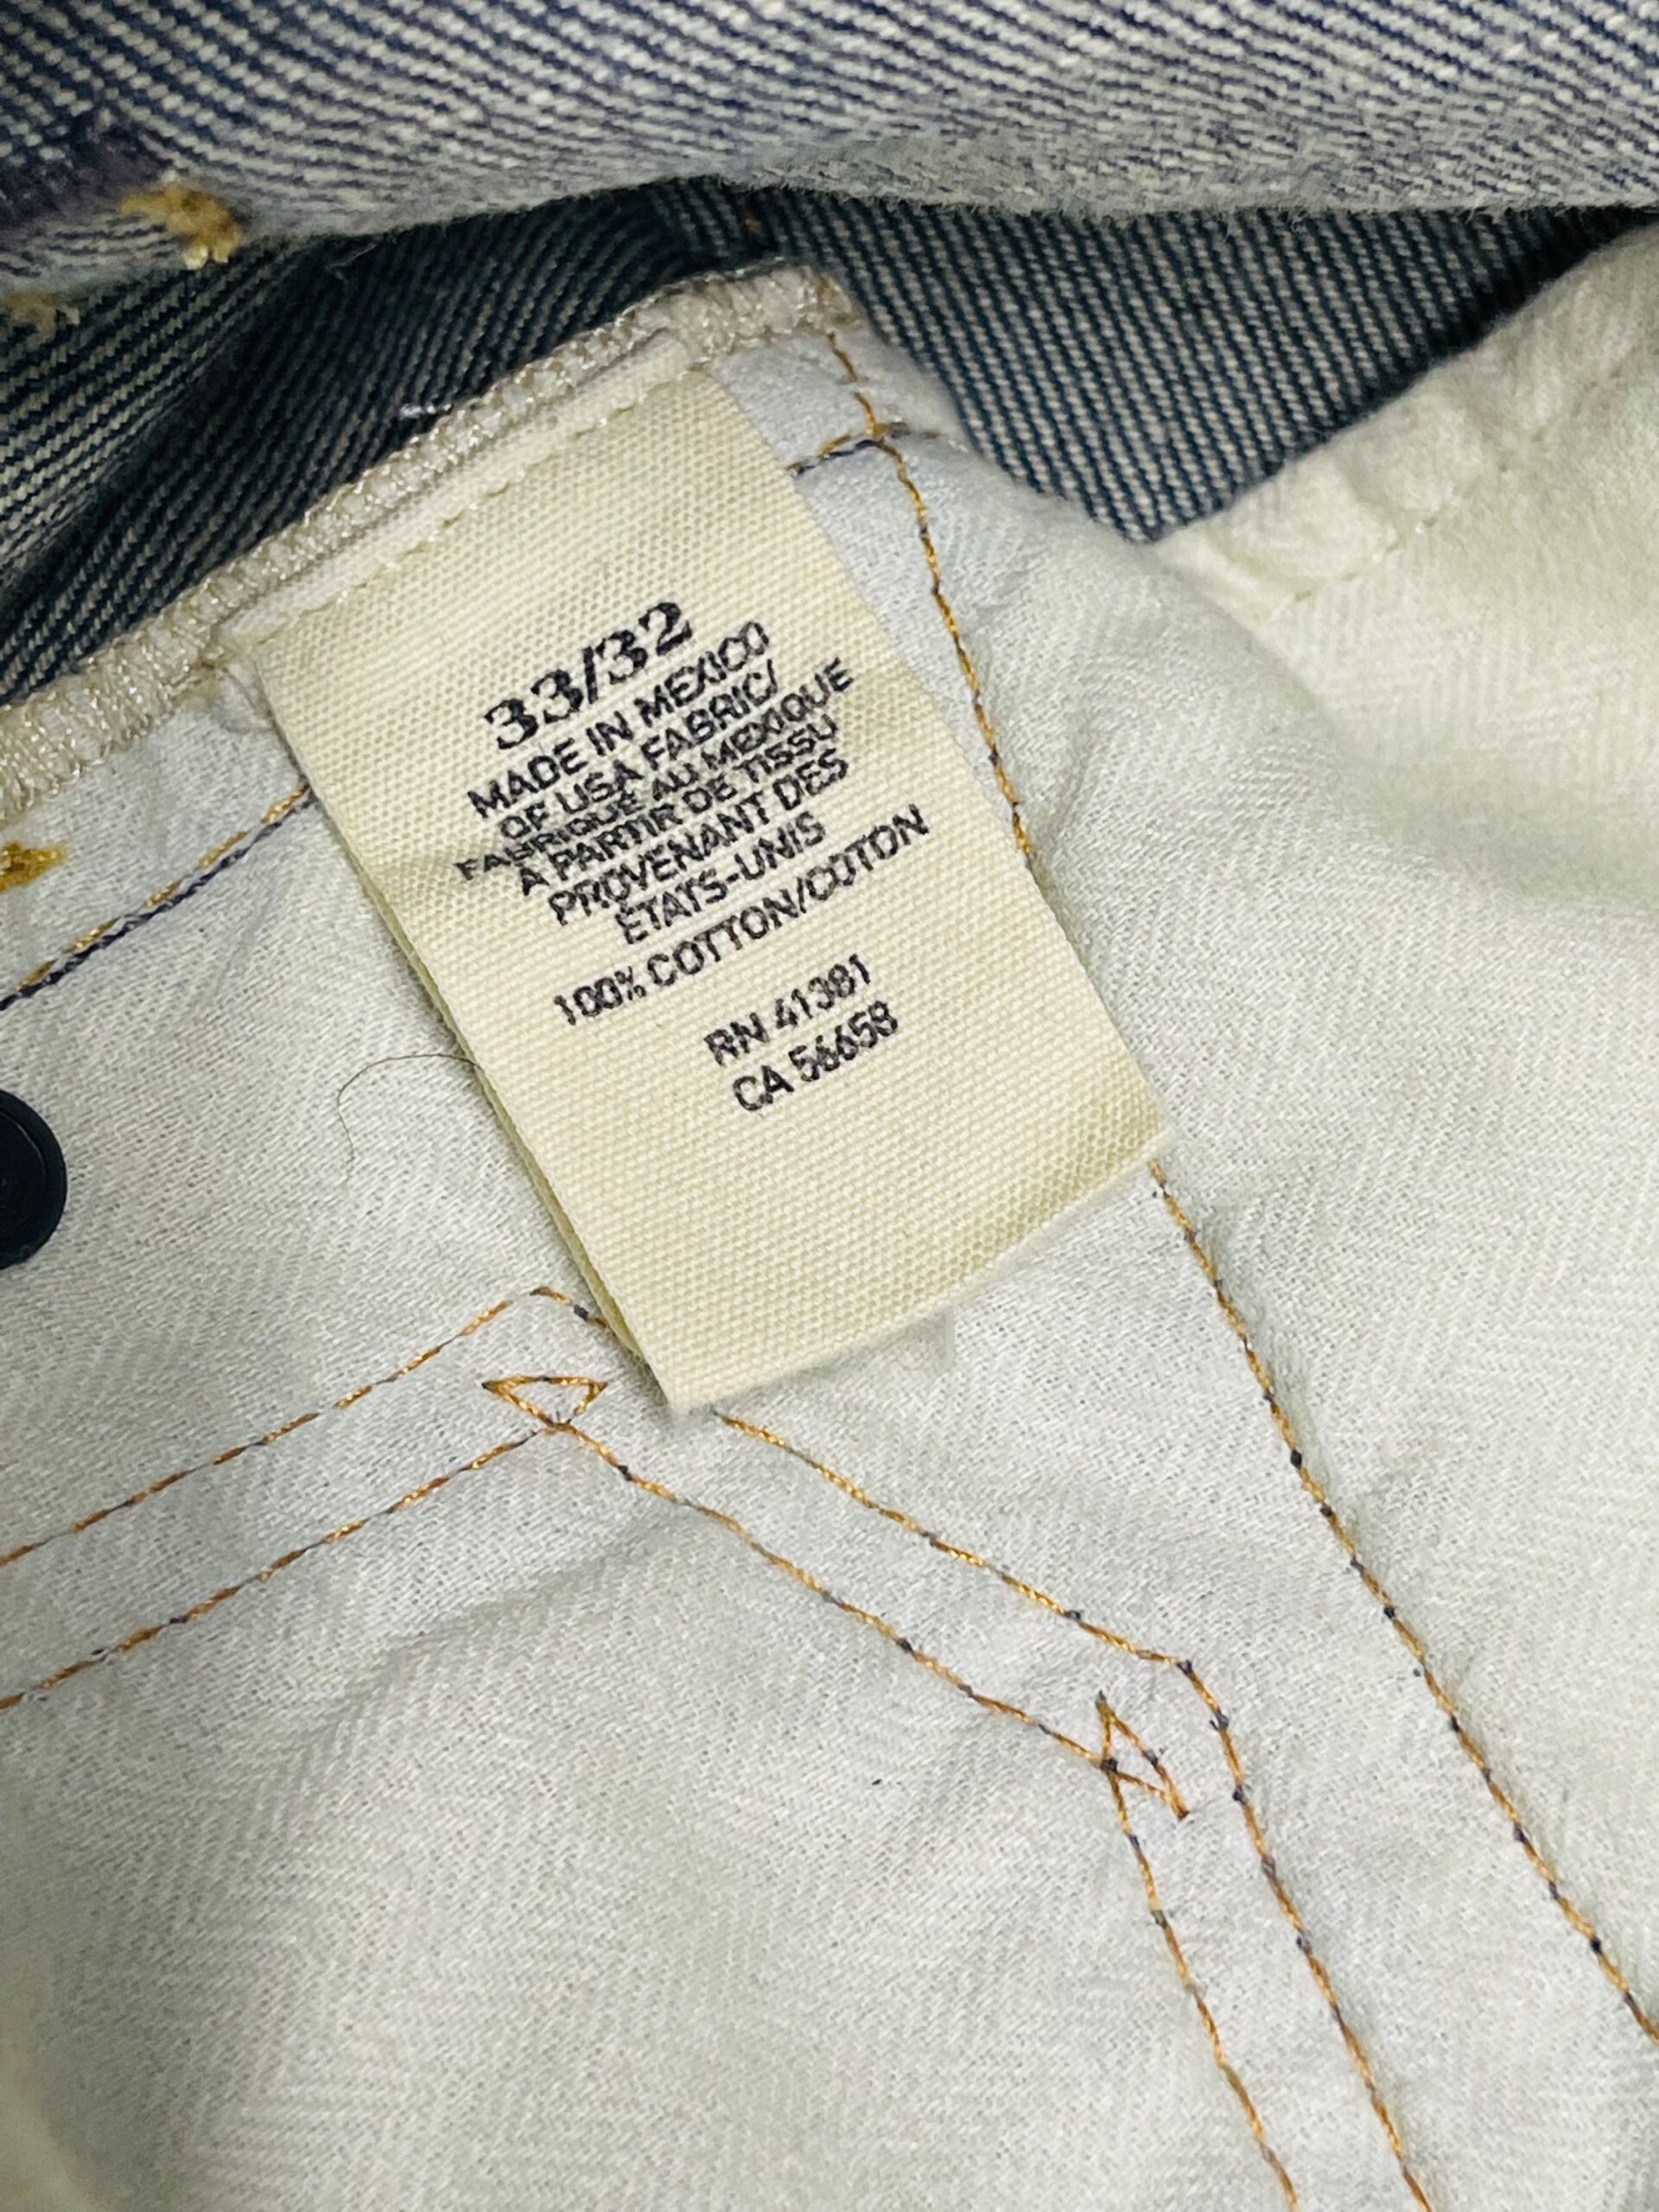 33/32
MADE IN MEXICO
OF USA FABRIC/
FABRIQUE AU MEXIQUE
À PARTIR DE TISSU
PROVENANT DES
ÉTATS-UNIS
100% COTTON/COTON
RN 41381
CA 56658